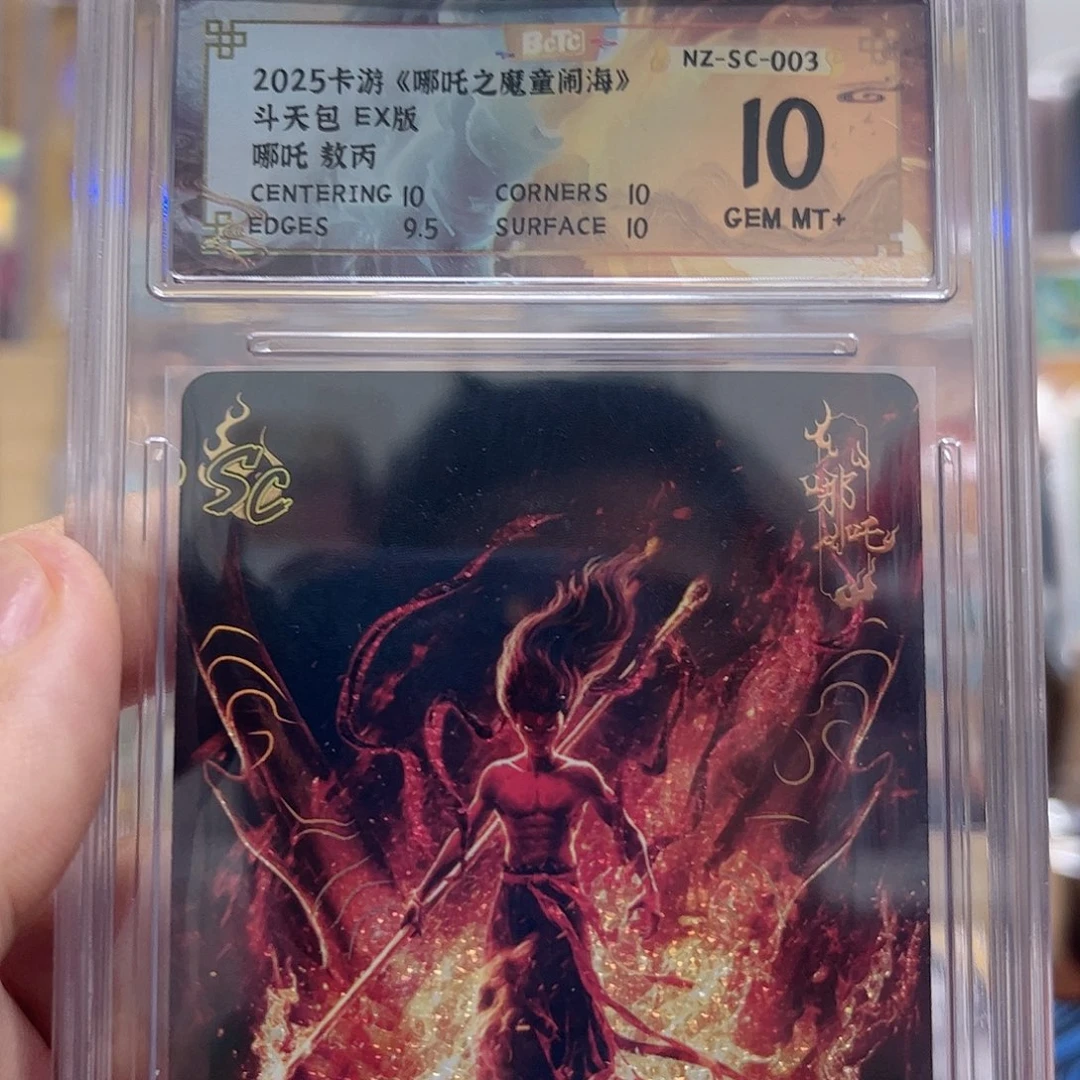 BCTC
NZ-SC-003
2025卡游《哪吒之魔童闹海》
斗天包 EX版
哪吒 敖丙
10
GEM MT+
CENTERING 10 CORNERS 10
EDGES 9.5 SURFACE 10
SC
哪吒